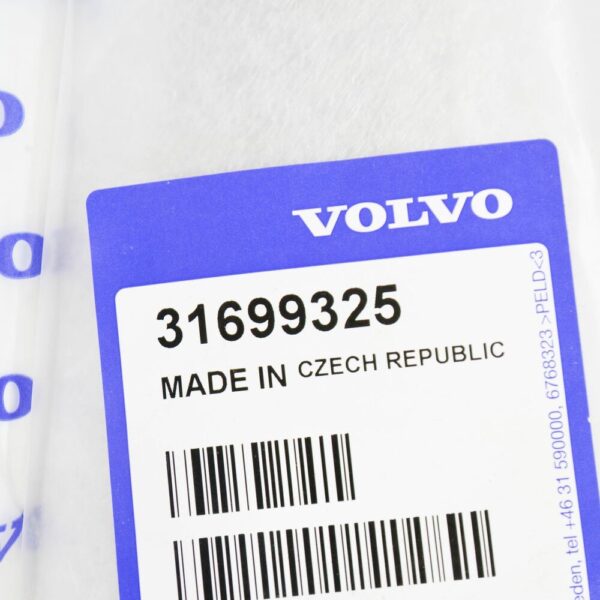 VOLVO
31699325
MADE IN CZECH REPUBLIC
eden, tel +46 31 590000, 6768323 >PELD<3